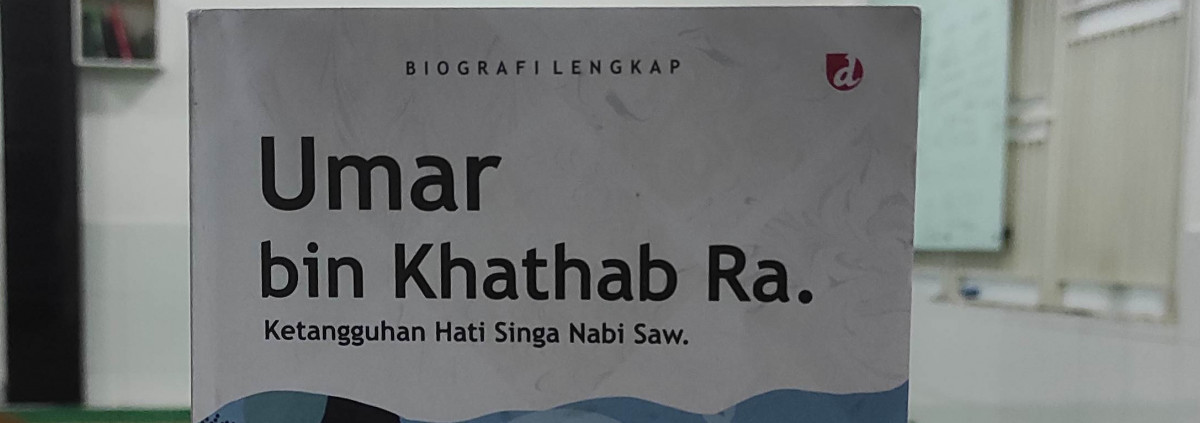 BIOGRAFI LENGKAP
d
Umar
bin Khathab Ra.
Ketangguhan Hati Singa Nabi Saw.